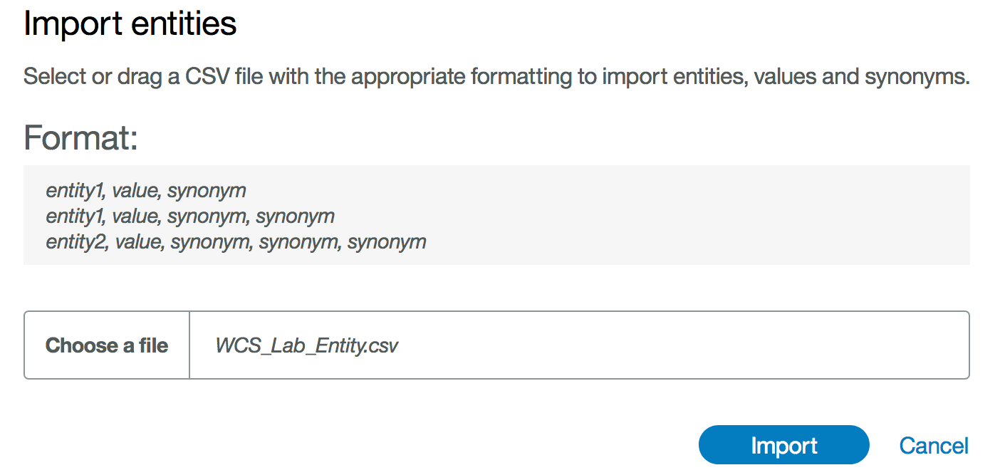 Import entities
Select or drag a CSV file with the appropriate formatting to import entities, values and synonyms.
Format:
entity1, value, synonym
entity1, value, synonym, synonym
entity2, value, synonym, synonym, synonym
Choose a file WCS_Lab_Entity.csv
Import Cancel